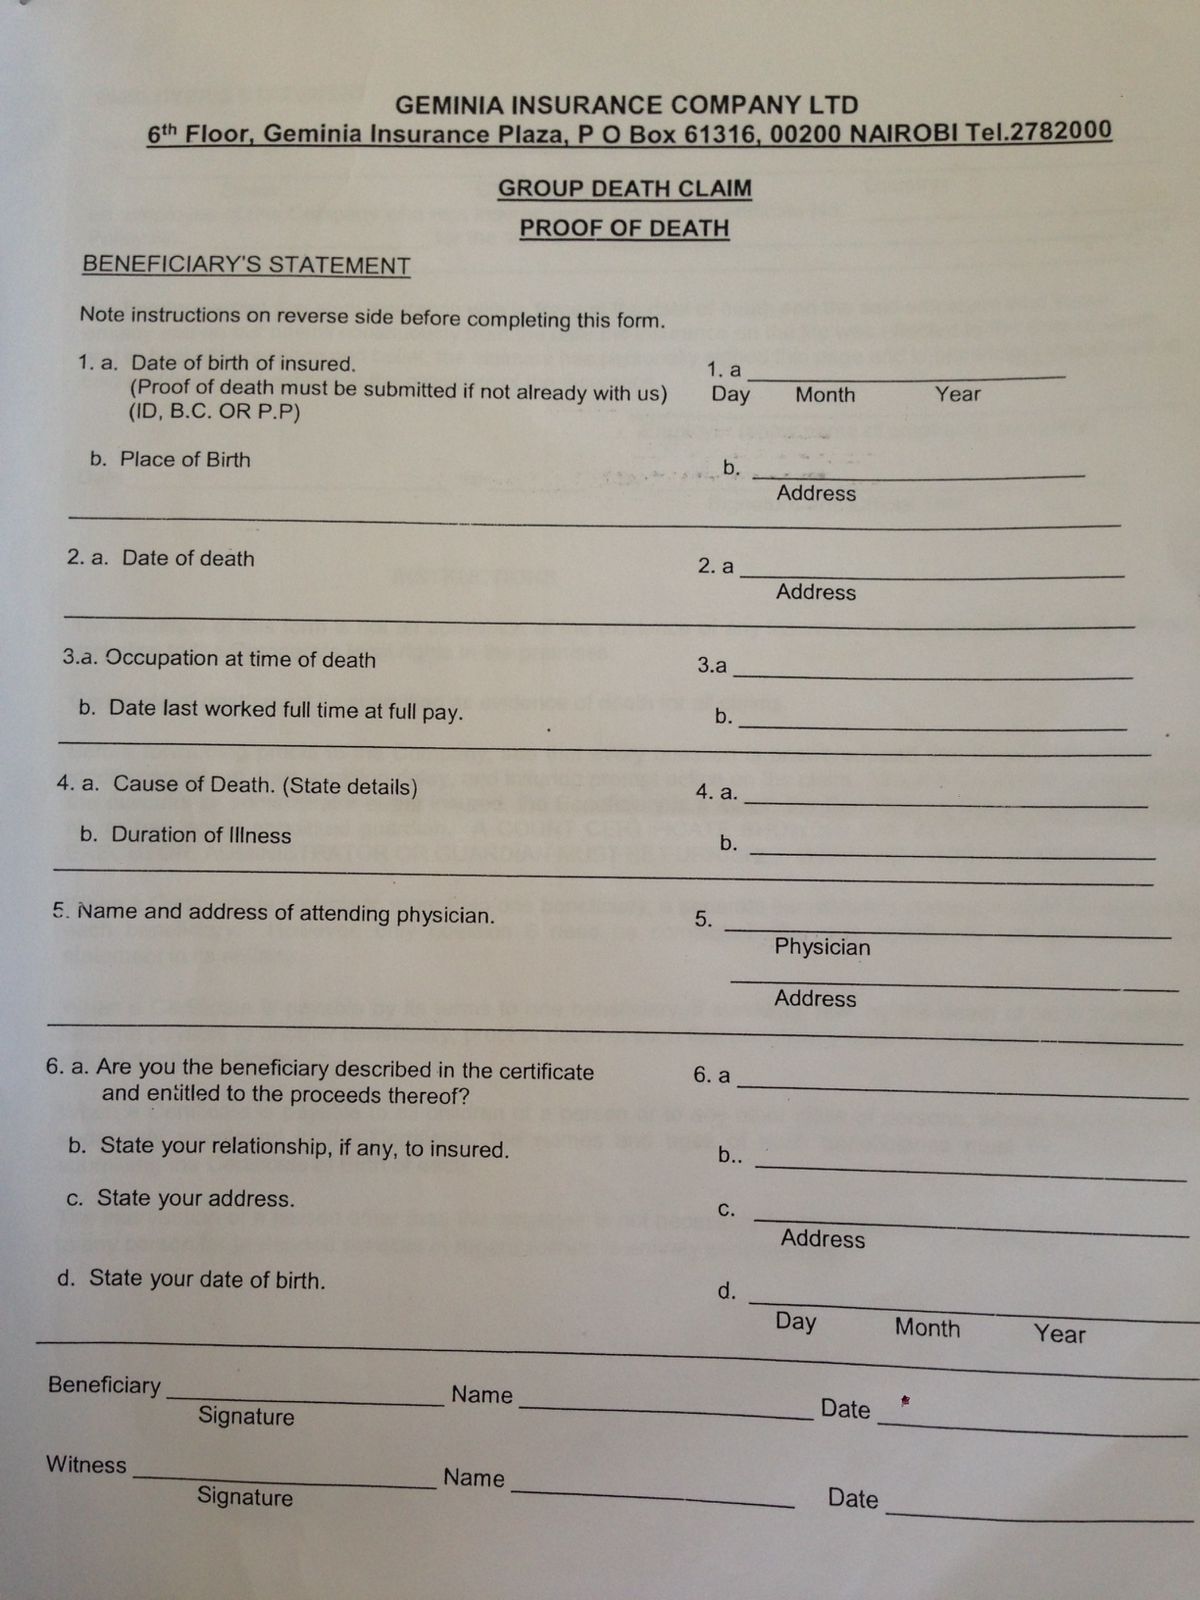 GEMINIA INSURANCE COMPANY LTD
6th Floor, Geminia Insurance Plaza, P O Box 61316, 00200 NAIROBI Tel.2782000
GROUP DEATH CLAIM
PROOF OF DEATH
BENEFICIARY'S STATEMENT
Note instructions on reverse side before completing this form.
1. a. Date of birth of insured. 1. a
(Proof of death must be submitted if not already with us) Day Month Year
(ID, B.C. OR P.P)
b. Place of Birth b.
Address
2. a. Date of death 2. a
Address
3.a. Occupation at time of death 3.a
b. Date last worked full time at full pay. b.
4. a. Cause of Death. (State details) 4. a.
b. Duration of Illness b.
5. Name and address of attending physician. 5.
Physician
Address
6. a. Are you the beneficiary described in the certificate 6. a
and entitled to the proceeds thereof?
b. State your relationship, if any, to insured. b..
c. State your address. c.
Address
d. State your date of birth. d.
Day Month Year
Beneficiary Name Date
Signature
Witness Name Date
Signature